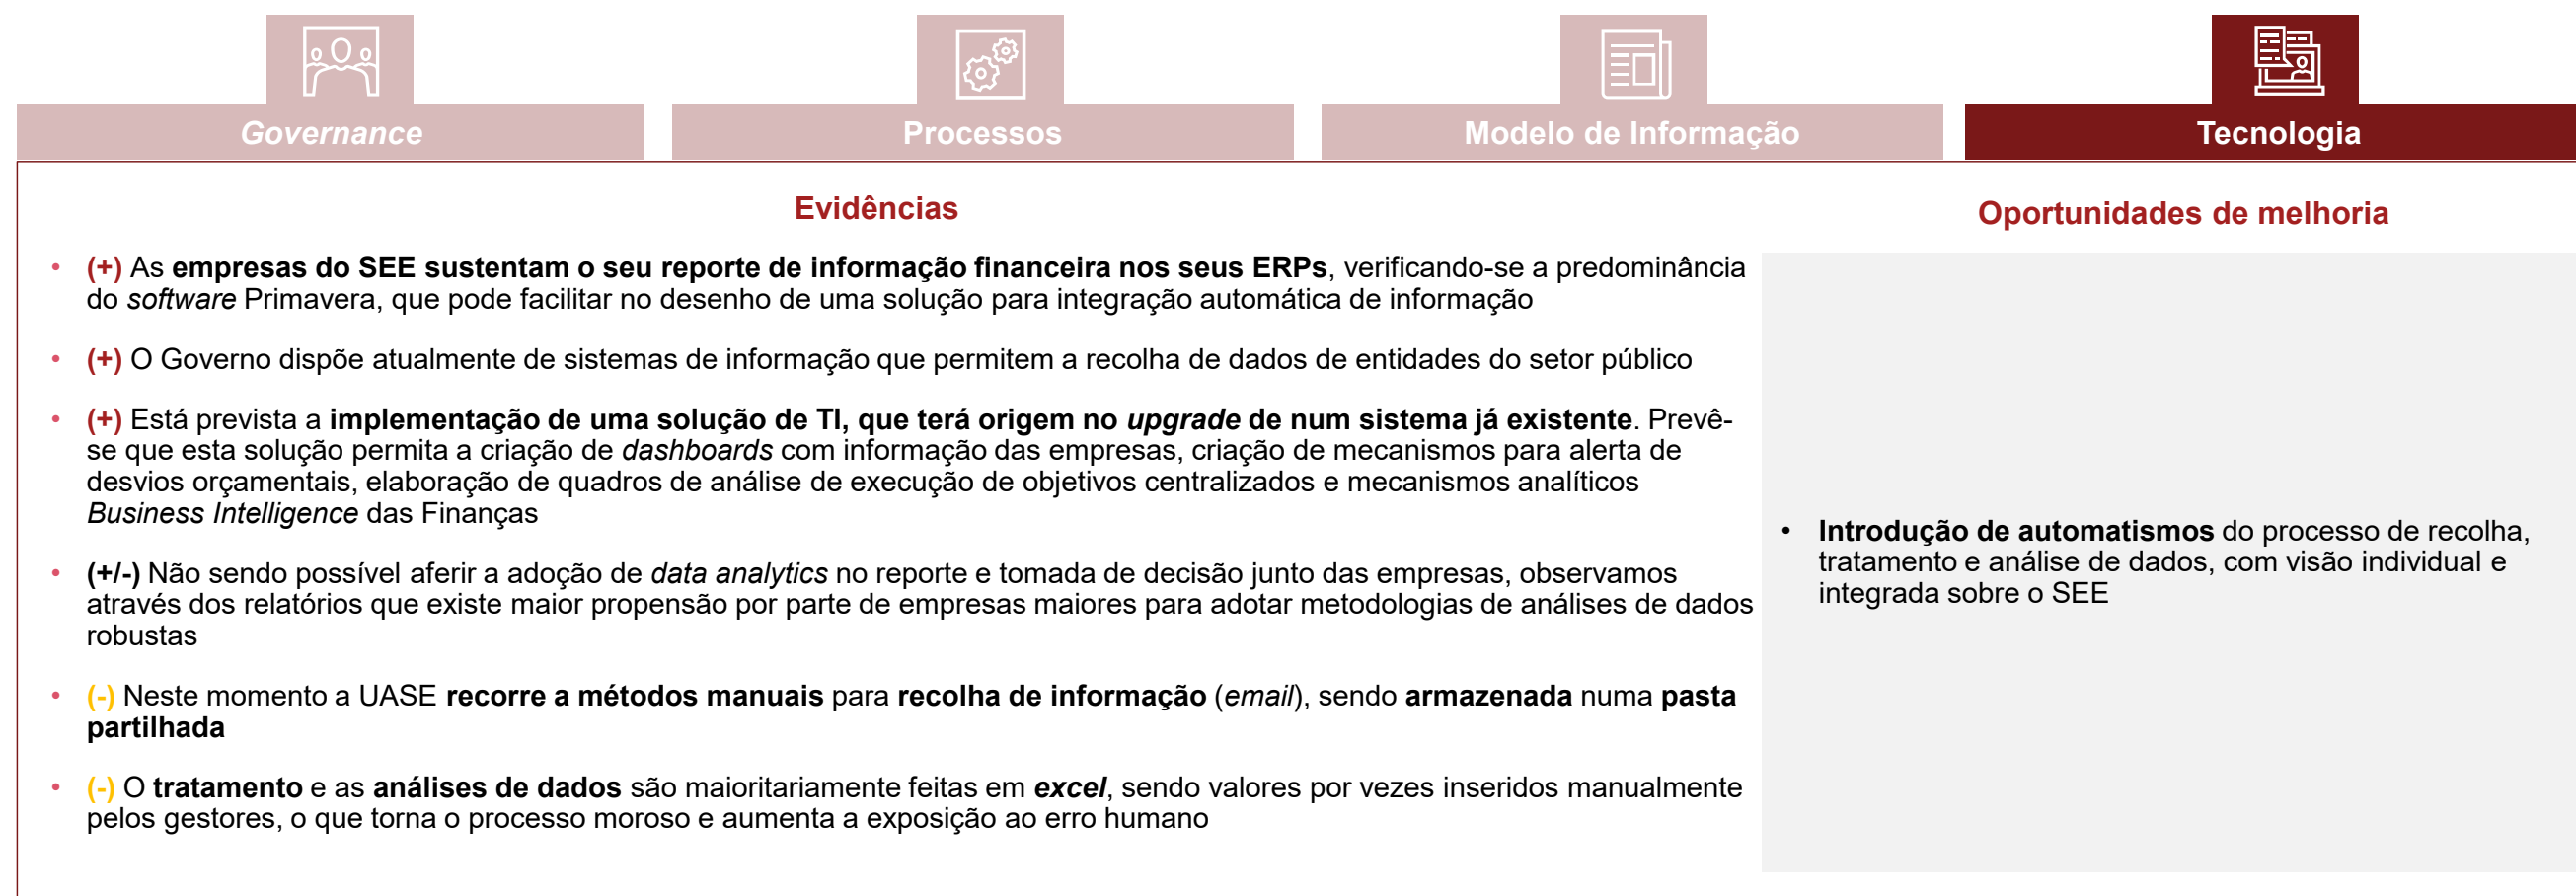 Governance
Processos
Modelo de Informação
Tecnologia
Evidências
• (+) As empresas do SEE sustentam o seu reporte de informação financeira nos seus ERPs, verificando-se a predominância
do software Primavera, que pode facilitar no desenho de uma solução para integração automática de informação
• (+) O Governo dispõe atualmente de sistemas de informação que permitem a recolha de dados de entidades do setor público
• (+) Está prevista a implementação de uma solução de TI, que terá origem no upgrade de num sistema já existente. Prevê-
se que esta solução permita a criação de dashboards com informação das empresas, criação de mecanismos para alerta de
desvios orçamentais, elaboração de quadros de análise de execução de objetivos centralizados e mecanismos analíticos
Business Intelligence das Finanças
• (+/-) Não sendo possível aferir a adoção de data analytics no reporte e tomada de decisão junto das empresas, observamos
através dos relatórios que existe maior propensão por parte de empresas maiores para adotar metodologias de análises de dados
robustas
• (-) Neste momento a UASE recorre a métodos manuais para recolha de informação (email), sendo armazenada numa pasta
partilhada
• (-) O tratamento e as análises de dados são maioritariamente feitas em excel, sendo valores por vezes inseridos manualmente
pelos gestores, o que torna o processo moroso e aumenta a exposição ao erro humano
Oportunidades de melhoria
• Introdução de automatismos do processo de recolha,
tratamento e análise de dados, com visão individual e
integrada sobre o SEE